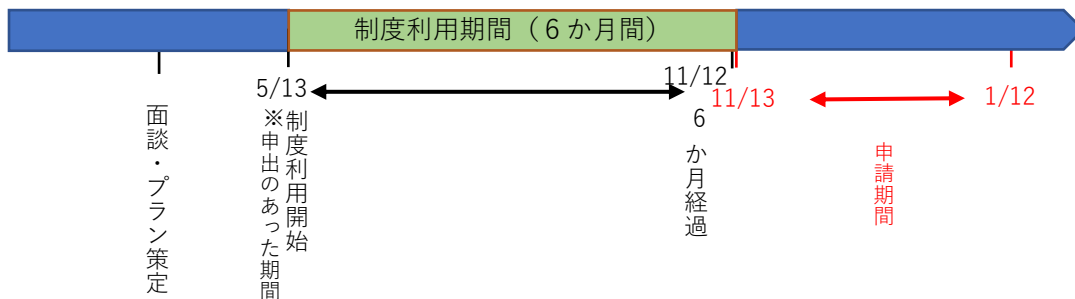 制度利用期間（６か月間）
5/13
11/12
11/13
1/12
面談・プラン策定
制度利用開始
※申出のあった期間
６か月経過
申請期間